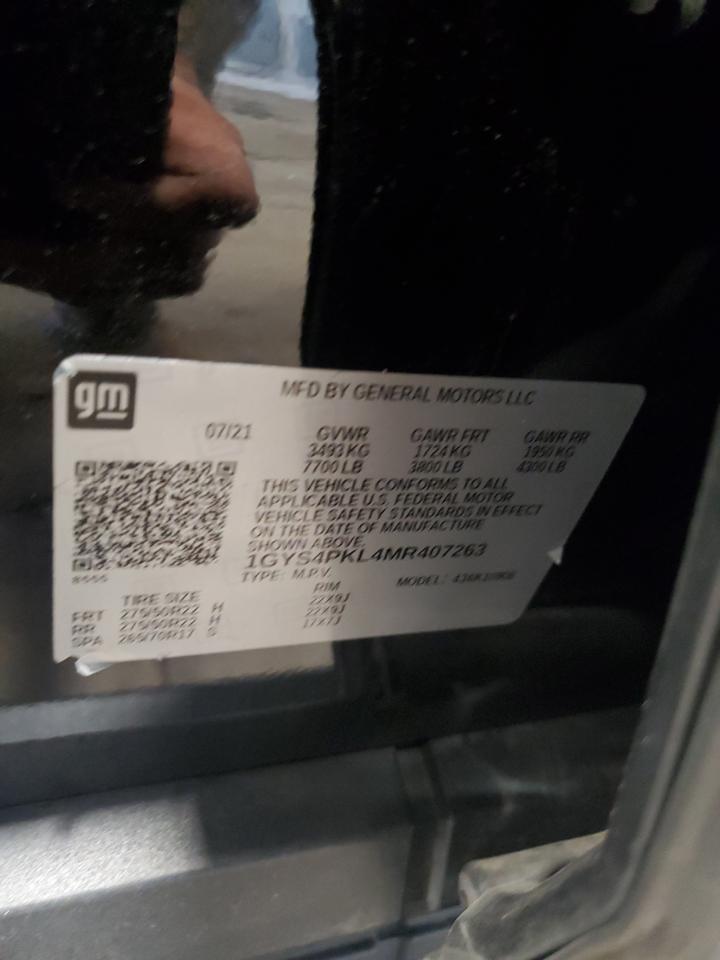 gm
MFD BY GENERAL MOTORS LLC
07/21 GVWR GAWR FRT GAWR RR
3493 KG 1724 KG 1950 KG
7700 LB 3800 LB 4300 LB
THIS VEHICLE CONFORMS TO ALL
APPLICABLE U.S. FEDERAL MOTOR
VEHICLE SAFETY STANDARDS IN EFFECT
ON THE DATE OF MANUFACTURE
SHOWN ABOVE.
1GYS4PKL4MR407263
TYPE: M.P.V. MODEL:
TIRE SIZE RIM
FRT 275/50R22 H 22X9J
RR 275/50R22 H 22X9J
SPA 265/70R17 S 17X7J